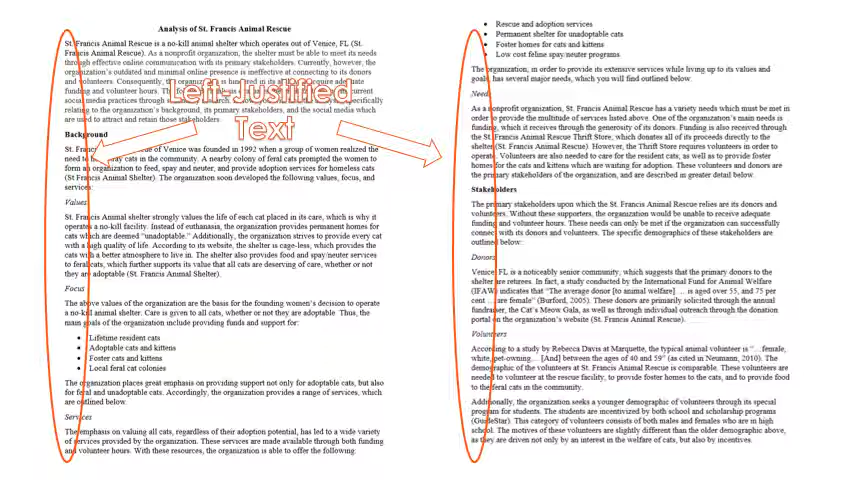 Analysis of St. Francis Animal Rescue
St. Francis Animal Rescue is a no-kill animal shelter which operates out of Venice, FL (St.
Francis Animal Rescue). As a nonprofit organization, the shelter must be able to meet its needs
through effective online communication with its primary stakeholders. Currently, however, the
organization's outdated and minimal online presence is ineffective at connecting to its donors
and volunteers. Consequently, the organization is
funding and volunteer hours. The
social media practices through
relating to the organization's background, its primary stakeholders, and the social media which
are used to attract and retain those stakeholders
Left-Justified
Text
Background
St. Francis Rescue of Venice was founded in 1992 when a group of women realized the
need to stray cats in the community. A nearby colony of feral cats prompted the women to
form an organization to feed, spay and neuter, and provide adoption services for homeless cats
(St Francis Animal Shelter). The organization soon developed the following values, focus, and
services:
Values
St. Francis Animal shelter strongly values the life of each cat placed in its care, which is why it
operates a no-kill facility. Instead of euthanasia, the organization provides permanent homes for
cats which are deemed "unadoptable." Additionally, the organization strives to provide every cat
with a high quality of life. According to its website, the shelter is cage-less, which provides the
cats with a better atmosphere to live in. The shelter also provides food and spay/neuter services
to feral cats, which further supports its value that all cats are deserving of care, whether or not
they are adoptable (St. Francis Animal Shelter).
Focus
The above values of the organization are the basis for the founding women's decision to operate
a no-kill animal shelter. Care is given to all cats, whether or not they are adoptable Thus, the
main goals of the organization include providing funds and support for:
• Lifetime resident cats
• Adoptable cats and kittens
• Foster cats and kittens
• Local feral cat colonies
The organization places great emphasis on providing support not only for adoptable cats, but also
for feral and unadoptable cats. Accordingly, the organization provides a range of services, which
are outlined below.
Services
The emphasis on valuing all cats, regardless of their adoption potential, has led to a wide variety
of services provided by the organization. These services are made available through both funding
and volunteer hours. With these resources, the organization is able to offer the following:
• Rescue and adoption services
• Permanent shelter for unadoptable cats
• Foster homes for cats and kittens
• Low cost feline spay/neuter programs
The organization, in order to provide its extensive services while living up to its values and
goals, has several major needs, which you will find outlined below.
Needs
As a nonprofit organization, St. Francis Animal Rescue has a variety needs which must be met in
order to provide the multitude of services listed above. One of the organization's main needs is
funding, which it receives through the generosity of its donors. Funding is also received through
the St. Francis Animal Rescue Thrift Store, which donates all of its proceeds directly to the
shelter (St. Francis Animal Rescue). However, the Thrift Store requires volunteers in order to
operate. Volunteers are also needed to care for the resident cats, as well as to provide foster
homes for the cats and kittens which are waiting for adoption. These volunteers and donors are
the primary stakeholders of the organization, and are described in greater detail below.
Stakeholders
The primary stakeholders upon which the St. Francis Animal Rescue relies are its donors and
volunteers. Without these supporters, the organization would be unable to receive adequate
funding and volunteer hours. These needs can only be met if the organization can successfully
connect with its donors and volunteers. The specific demographics of these stakeholders are
outlined below:
Donors
Venice, FL is a noticeably senior community, which suggests that the primary donors to the
shelter are retirees. In fact, a study conducted by the International Fund for Animal Welfare
(IFAW) indicates that "The average donor [to animal welfare] ... is aged over 55, and 75 per
cent ... are female" (Burford, 2005). These donors are primarily solicited through the annual
fundraiser, the Cat's Meow Gala, as well as through individual outreach through the donation
portal on the organization's website (St. Francis Animal Rescue).
Volunteers
According to a study by Rebecca Davis at Marquette, the typical animal volunteer is "…female,
white, pet-owning… [And] between the ages of 40 and 59" (as cited in Neumann, 2010). The
demographic of the volunteers at St. Francis Animal Rescue is comparable. These volunteers are
needed to volunteer at the rescue facility, to provide foster homes to the cats, and to provide food
to the feral cats in the community.
Additionally, the organization seeks a younger demographic of volunteers through its special
program for students. The students are incentivized by both school and scholarship programs
(GuideStar). This category of volunteers consists of both males and females who are in high
school. The motives of these volunteers are slightly different than the older demographic above,
as they are driven not only by an interest in the welfare of cats, but also by incentives.